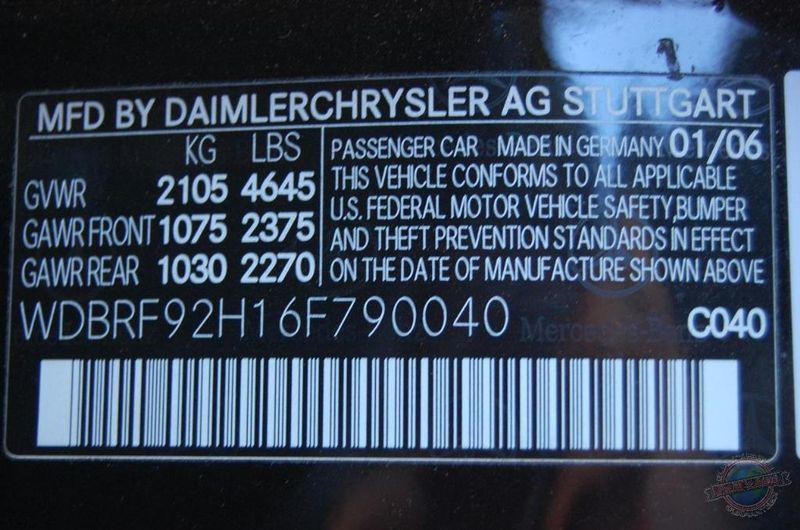 MFD BY DAIMLERCHRYSLER AG STUTTGART
KG LBS
GVWR 2105 4645
GAWR FRONT 1075 2375
GAWR REAR 1030 2270
PASSENGER CAR MADE IN GERMANY 01/06
THIS VEHICLE CONFORMS TO ALL APPLICABLE
U.S. FEDERAL MOTOR VEHICLE SAFETY,BUMPER
AND THEFT PREVENTION STANDARDS IN EFFECT
ON THE DATE OF MANUFACTURE SHOWN ABOVE
WDBRF92H16F790040 C040